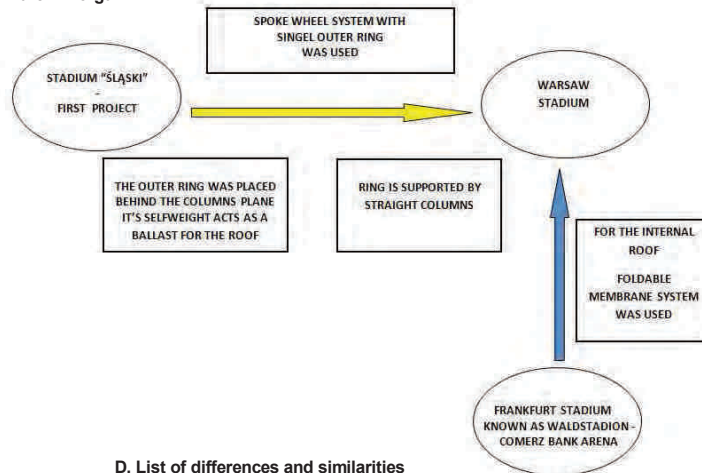 SPOKE WHEEL SYSTEM WITH
SINGEL OUTER RING
WAS USED
STADIUM "ŚLĄSKI"
-
FIRST PROJECT
WARSAW
STADIUM
THE OUTER RING WAS PLACED
BEHIND THE COLUMNS PLANE
IT'S SELFWEIGHT ACTS AS A
BALLAST FOR THE ROOF
RING IS SUPPORTED BY
STRAIGHT COLUMNS
FOR THE INTERNAL
ROOF
FOLDABLE
MEMBRANE SYSTEM
WAS USED
FRANKFURT STADIUM
KNOWN AS WALDSTADION -
COMERZ BANK ARENA
D. List of differences and similarities